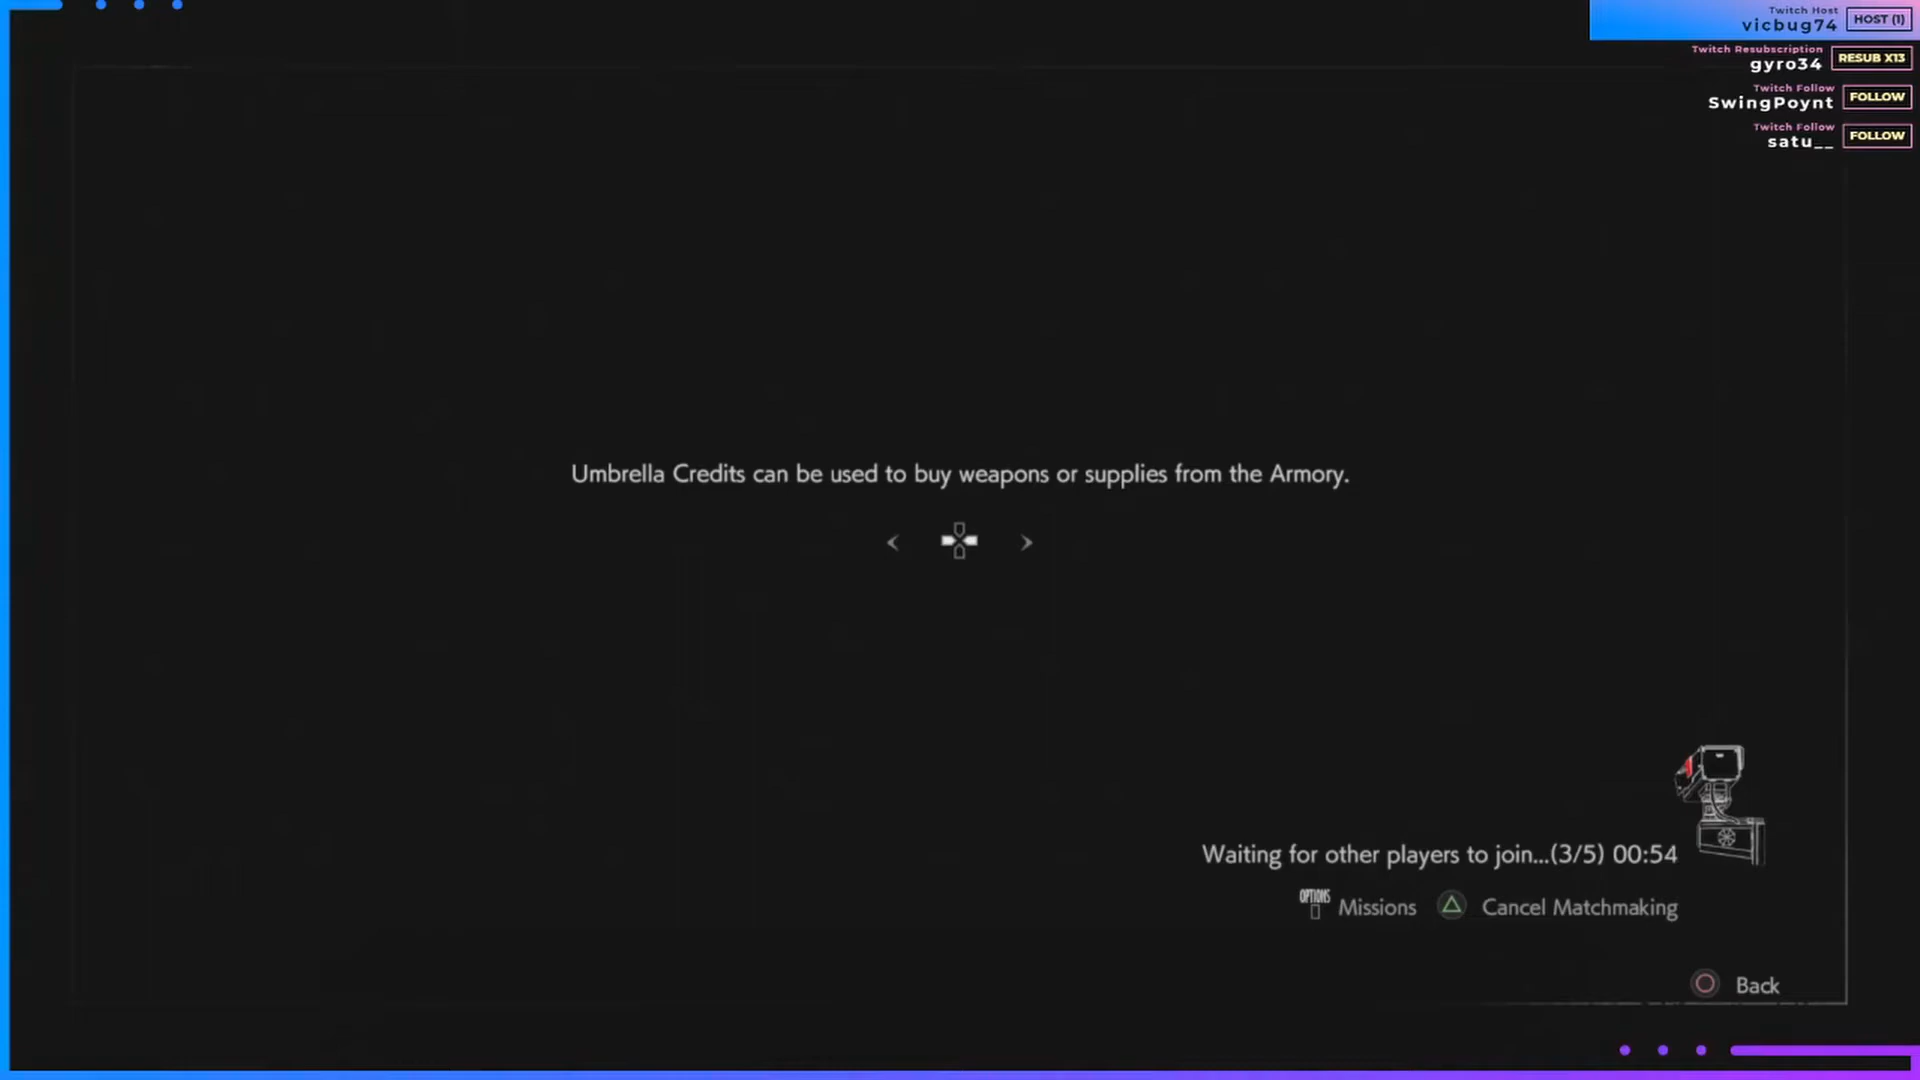 Twitch Host
vicbug74 HOST (1)
Twitch Resubscription
gyro34 RESUB X13
Twitch Follow
SwingPoynt FOLLOW
Twitch Follow
satu__ FOLLOW
Umbrella Credits can be used to buy weapons or supplies from the Armory.
Waiting for other players to join...(3/5) 00:54
OPTIONS Missions Cancel Matchmaking
Back